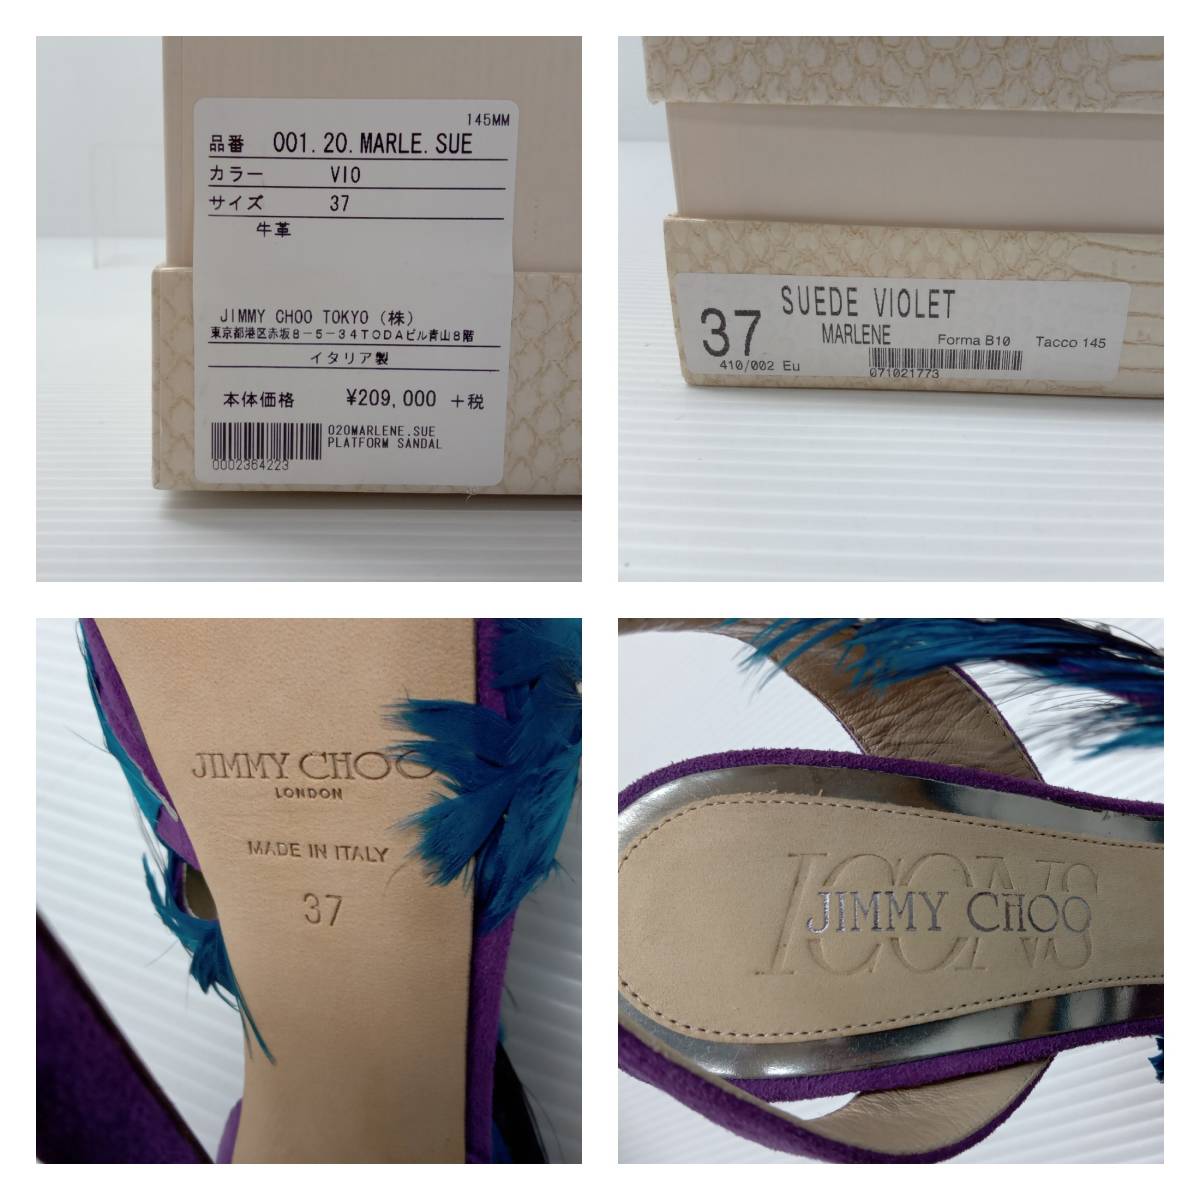 145MM
品番 001.20.MARLE.SUE
カラー VIO
サイズ 37
牛革
JIMMY CHOO TOKYO (株)
東京都港区赤坂8-5-34TODAビル青山8階
イタリア製
本体価格 ¥209,000 +税
020MARLENE.SUE
PLATFORM SANDAL
0002364223
SUEDE VIOLET
37 MARLENE Forma B10 Tacco 145
410/002 Eu
071021773
JIMMY CHOO
LONDON
MADE IN ITALY
37
ICONS
JIMMY CHOO